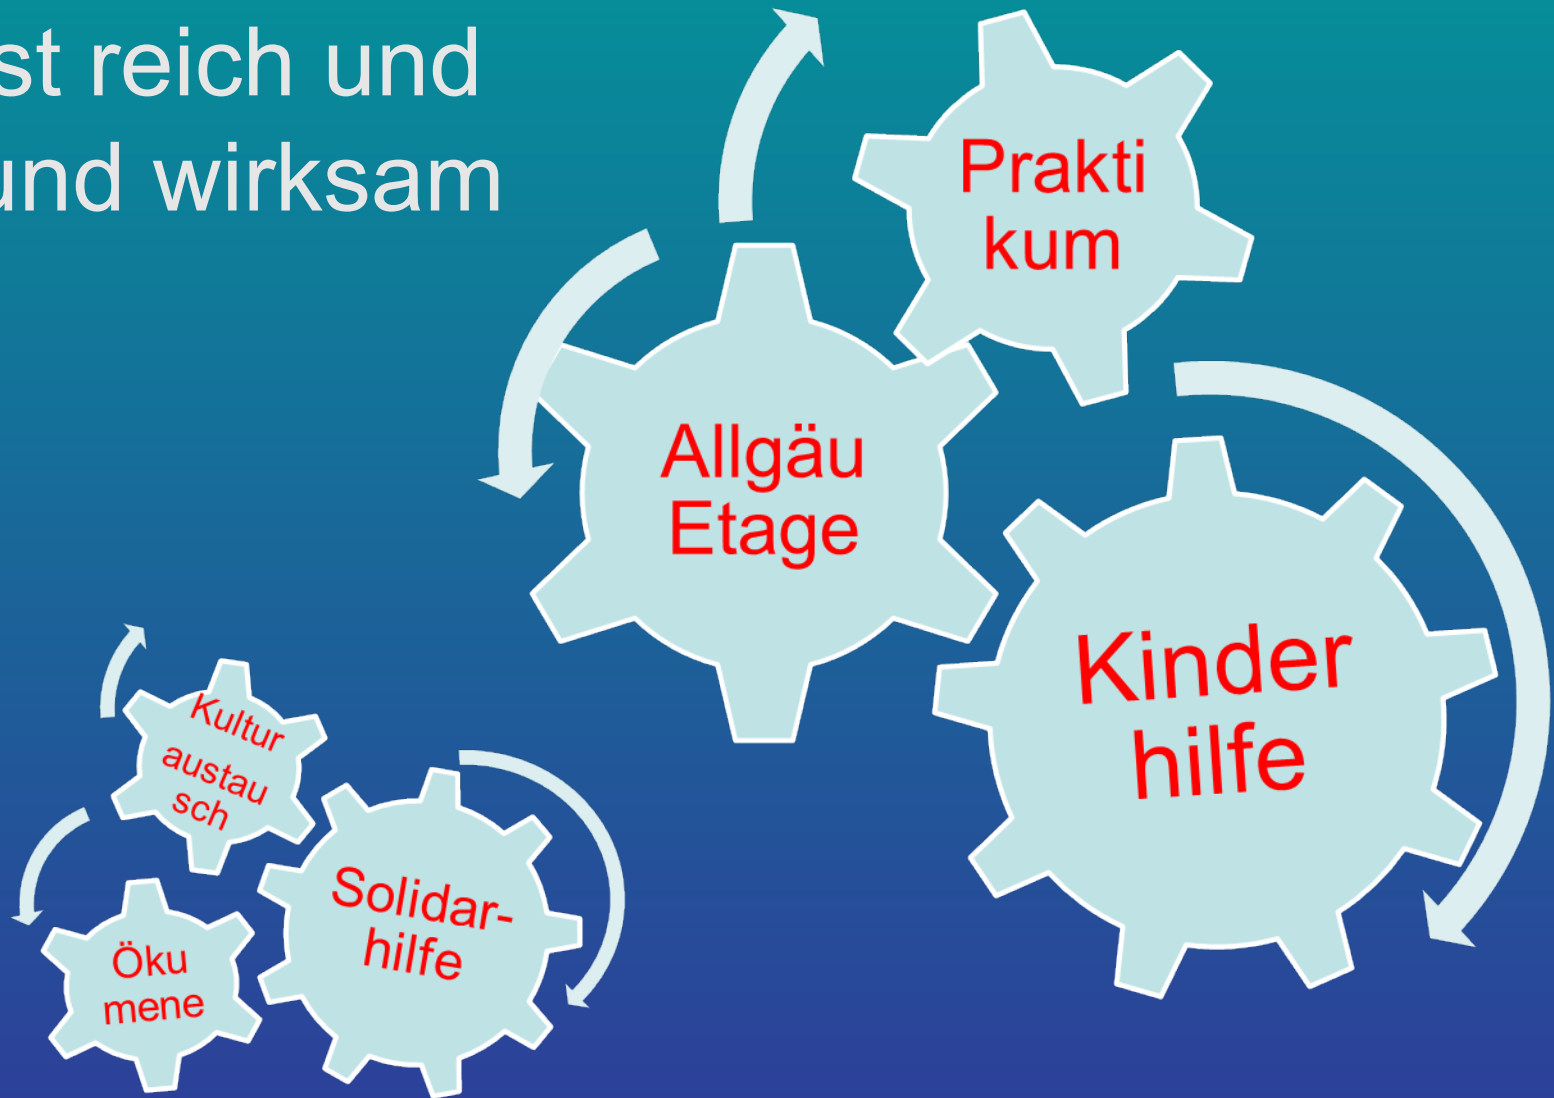 st reich und
und wirksam
Prakti
kum
Allgäu
Etage
Kinder
hilfe
Kultur
austau
sch
Solidar-
hilfe
Öku
mene